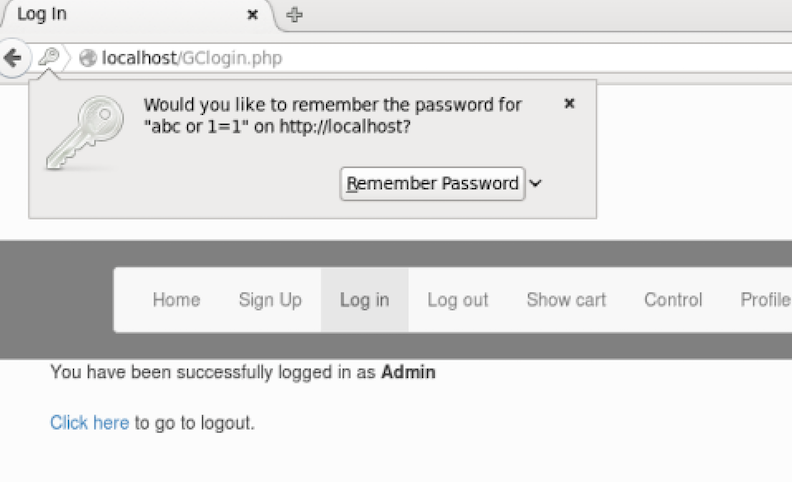 Log In
localhost/GClogin.php
Would you like to remember the password for
"abc or 1=1" on http://localhost?
Remember Password
Home Sign Up Log in Log out Show cart Control Profile
You have been successfully logged in as Admin
Click here to go to logout.